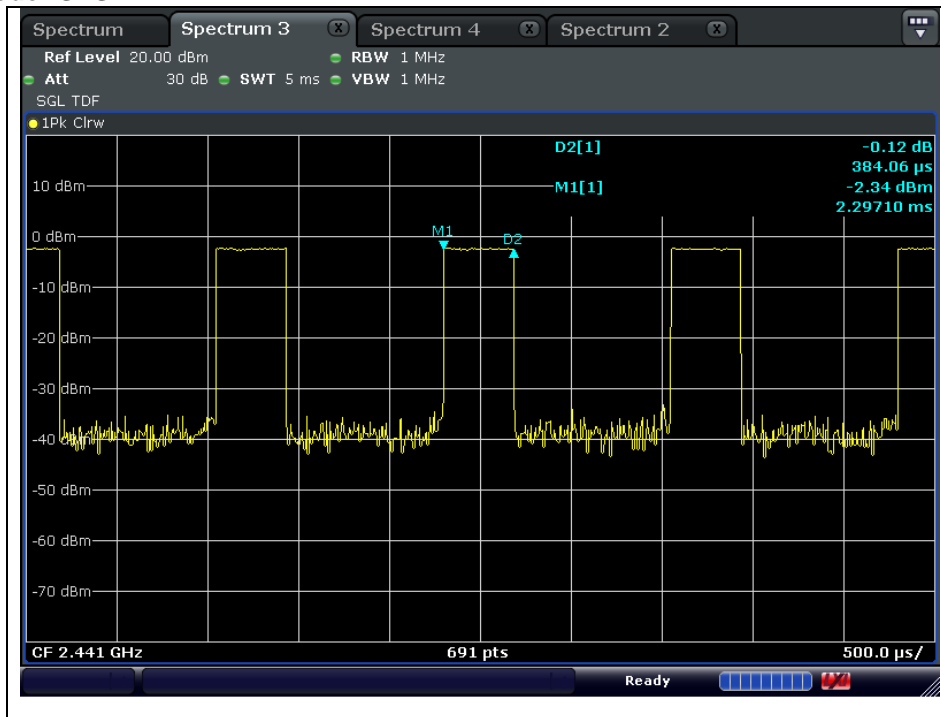 Spectrum Spectrum 3 X Spectrum 4 X Spectrum 2 X
Ref Level 20.00 dBm RBW 1 MHz
Att 30 dB SWT 5 ms VBW 1 MHz
SGL TDF
1Pk Clrw
D2[1] -0.12 dB
384.06 µs
10 dBm M1[1] -2.34 dBm
2.29710 ms
0 dBm M1 D2
-10 dBm
-20 dBm
-30 dBm
-40 dBm
-50 dBm
-60 dBm
-70 dBm
CF 2.441 GHz 691 pts 500.0 µs/
Ready